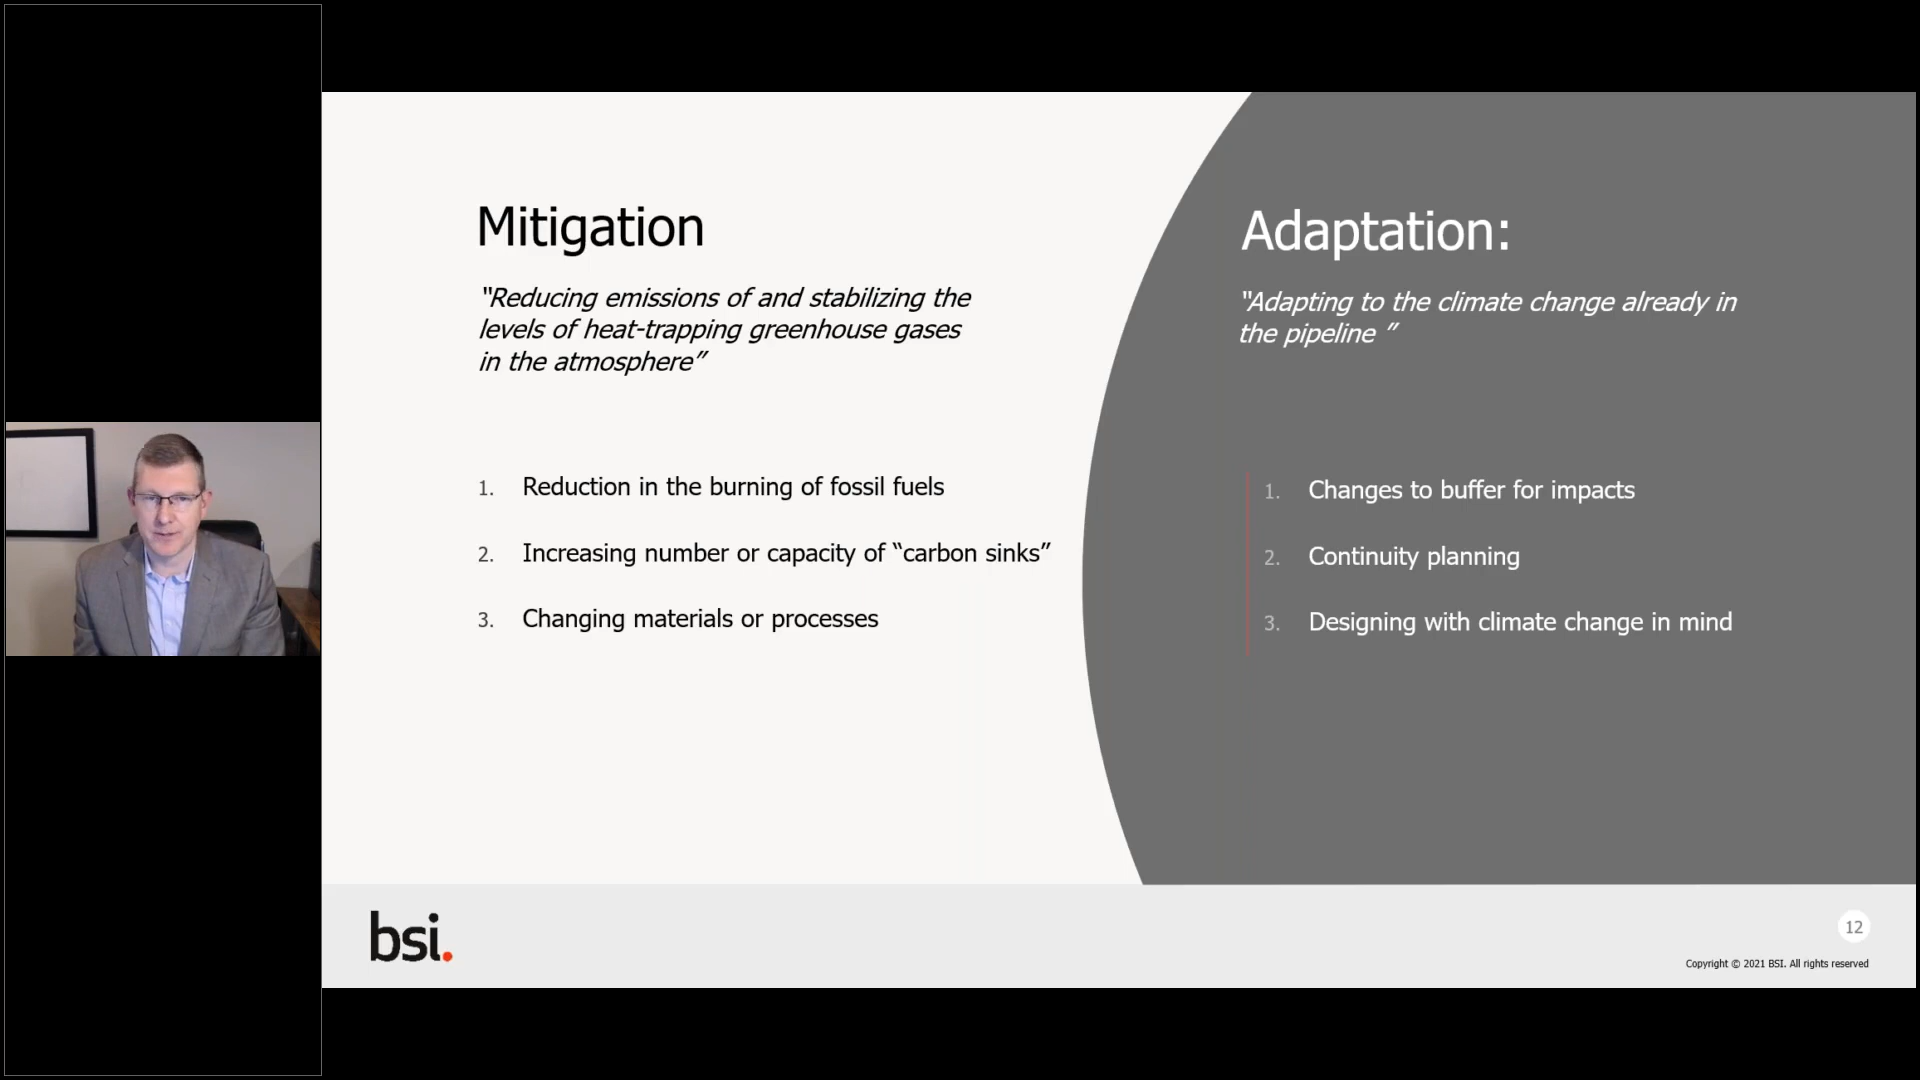 Mitigation
“Reducing emissions of and stabilizing the
levels of heat-trapping greenhouse gases
in the atmosphere”
1. Reduction in the burning of fossil fuels
2. Increasing number or capacity of “carbon sinks”
3. Changing materials or processes
Adaptation:
“Adapting to the climate change already in
the pipeline ”
1. Changes to buffer for impacts
2. Continuity planning
3. Designing with climate change in mind
bsi.
12
Copyright © 2021 BSI. All rights reserved